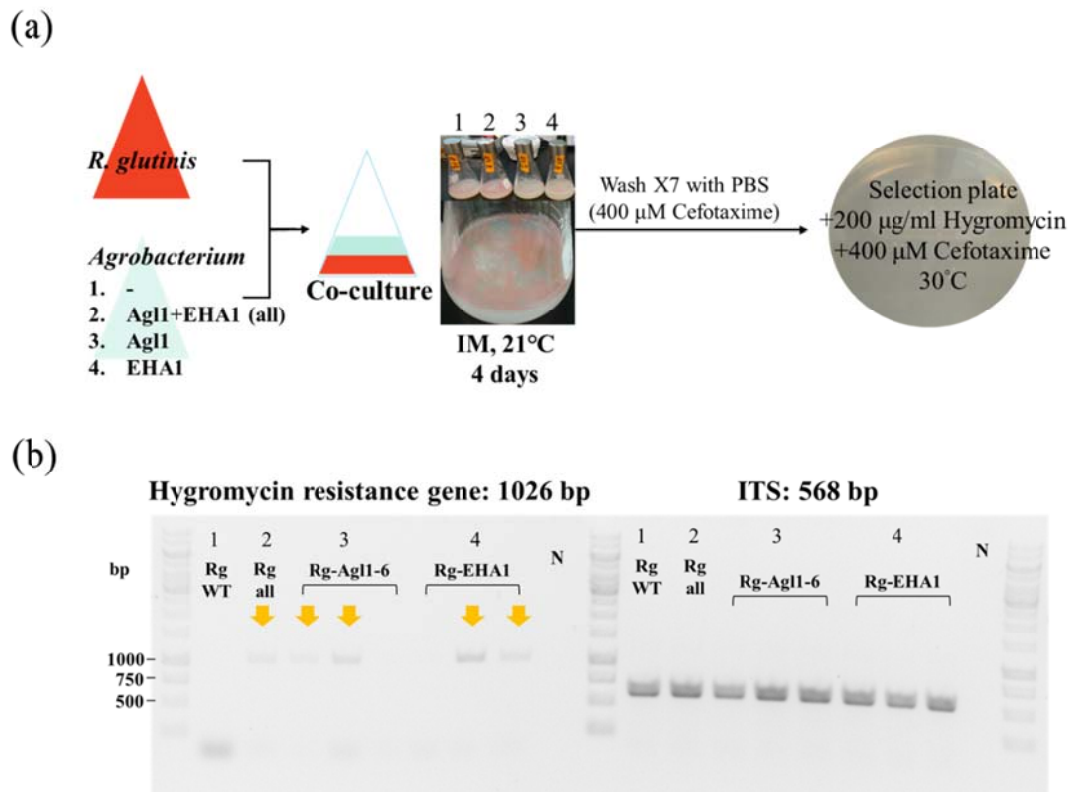 (a)
R. glutinis
Agrobacterium
1. -
2. Agl1+EHA1 (all)
3. Agl1
4. EHA1
Co-culture
1 2 3 4
IM, 21°C
4 days
Wash X7 with PBS
(400 μM Cefotaxime)
Selection plate
+200 μg/ml Hygromycin
+400 μM Cefotaxime
30°C
(b)
Hygromycin resistance gene: 1026 bp
ITS: 568 bp
bp
1 2 3 4
Rg WT
Rg all
Rg-Agl1-6
Rg-EHA1
N
1000
750
500
1 2 3 4
Rg WT
Rg all
Rg-Agl1-6
Rg-EHA1
N